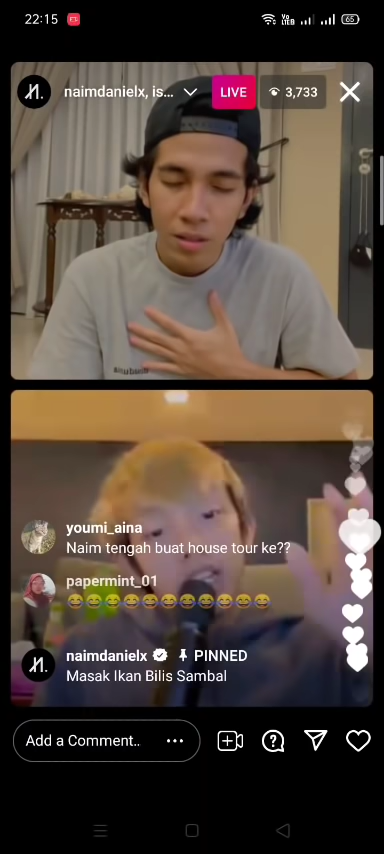 22:15
65
naimdanielx, is...
LIVE
3,733
youmi_aina
Naim tengah buat house tour ke??
papermint_01
😂😂😂😂😂😂😂😂😂😂😂
naimdanielx PINNED
Masak Ikan Bilis Sambal
Add a Comment..